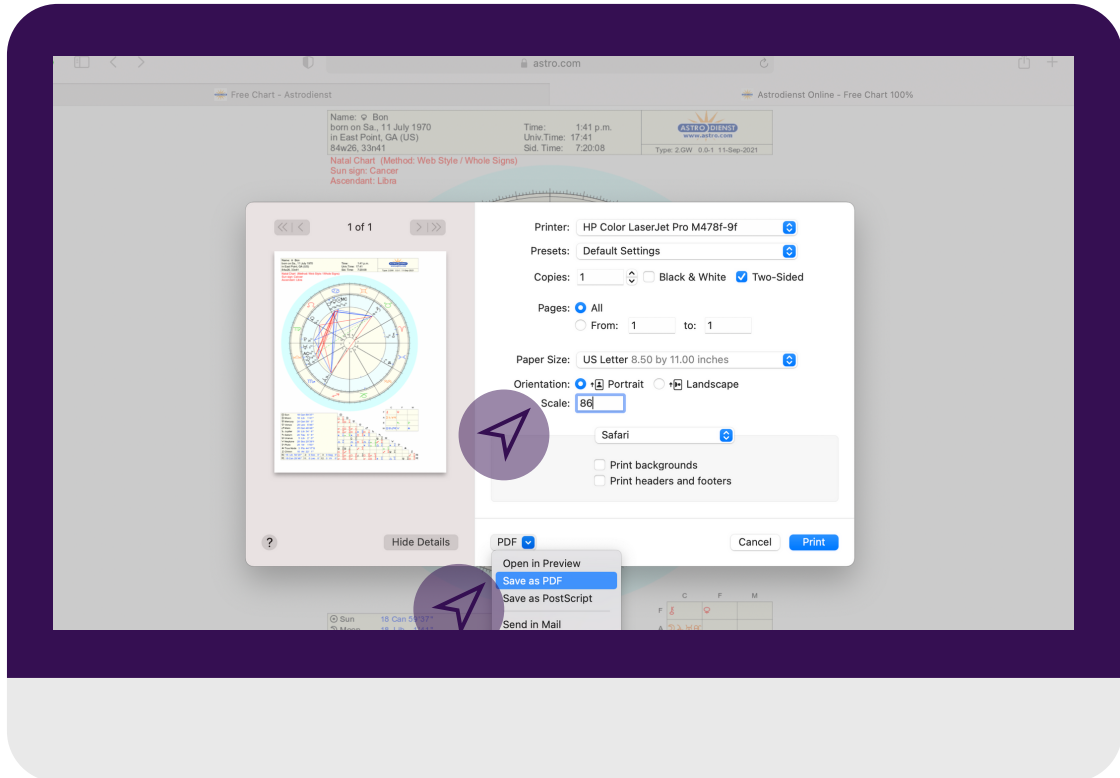 astro.com
Free Chart - Astrodienst
Astrodienst Online - Free Chart 100%
Name: ♀ Bon
born on Sa., 11 July 1970
in East Point, GA (US)
84w26, 33n41
Time: 1:41 p.m.
Univ.Time: 17:41
Sid. Time: 7:20:08
ASTRO DIENST
www.astro.com
Type: 2.GW 0.0-1 11-Sep-2021
Natal Chart (Method: Web Style / Whole Signs)
Sun sign: Cancer
Ascendant: Libra
1 of 1
Printer: HP Color LaserJet Pro M478f-9f
Presets: Default Settings
Copies: 1 Black & White Two-Sided
Pages: All
From: 1 to: 1
Paper Size: US Letter 8.50 by 11.00 inches
Orientation: Portrait Landscape
Scale: 86
Safari
Print backgrounds
Print headers and footers
? Hide Details PDF Cancel Print
Open in Preview
Save as PDF
Save as PostScript
Send in Mail
C F M
F
A
Sun 18 Can